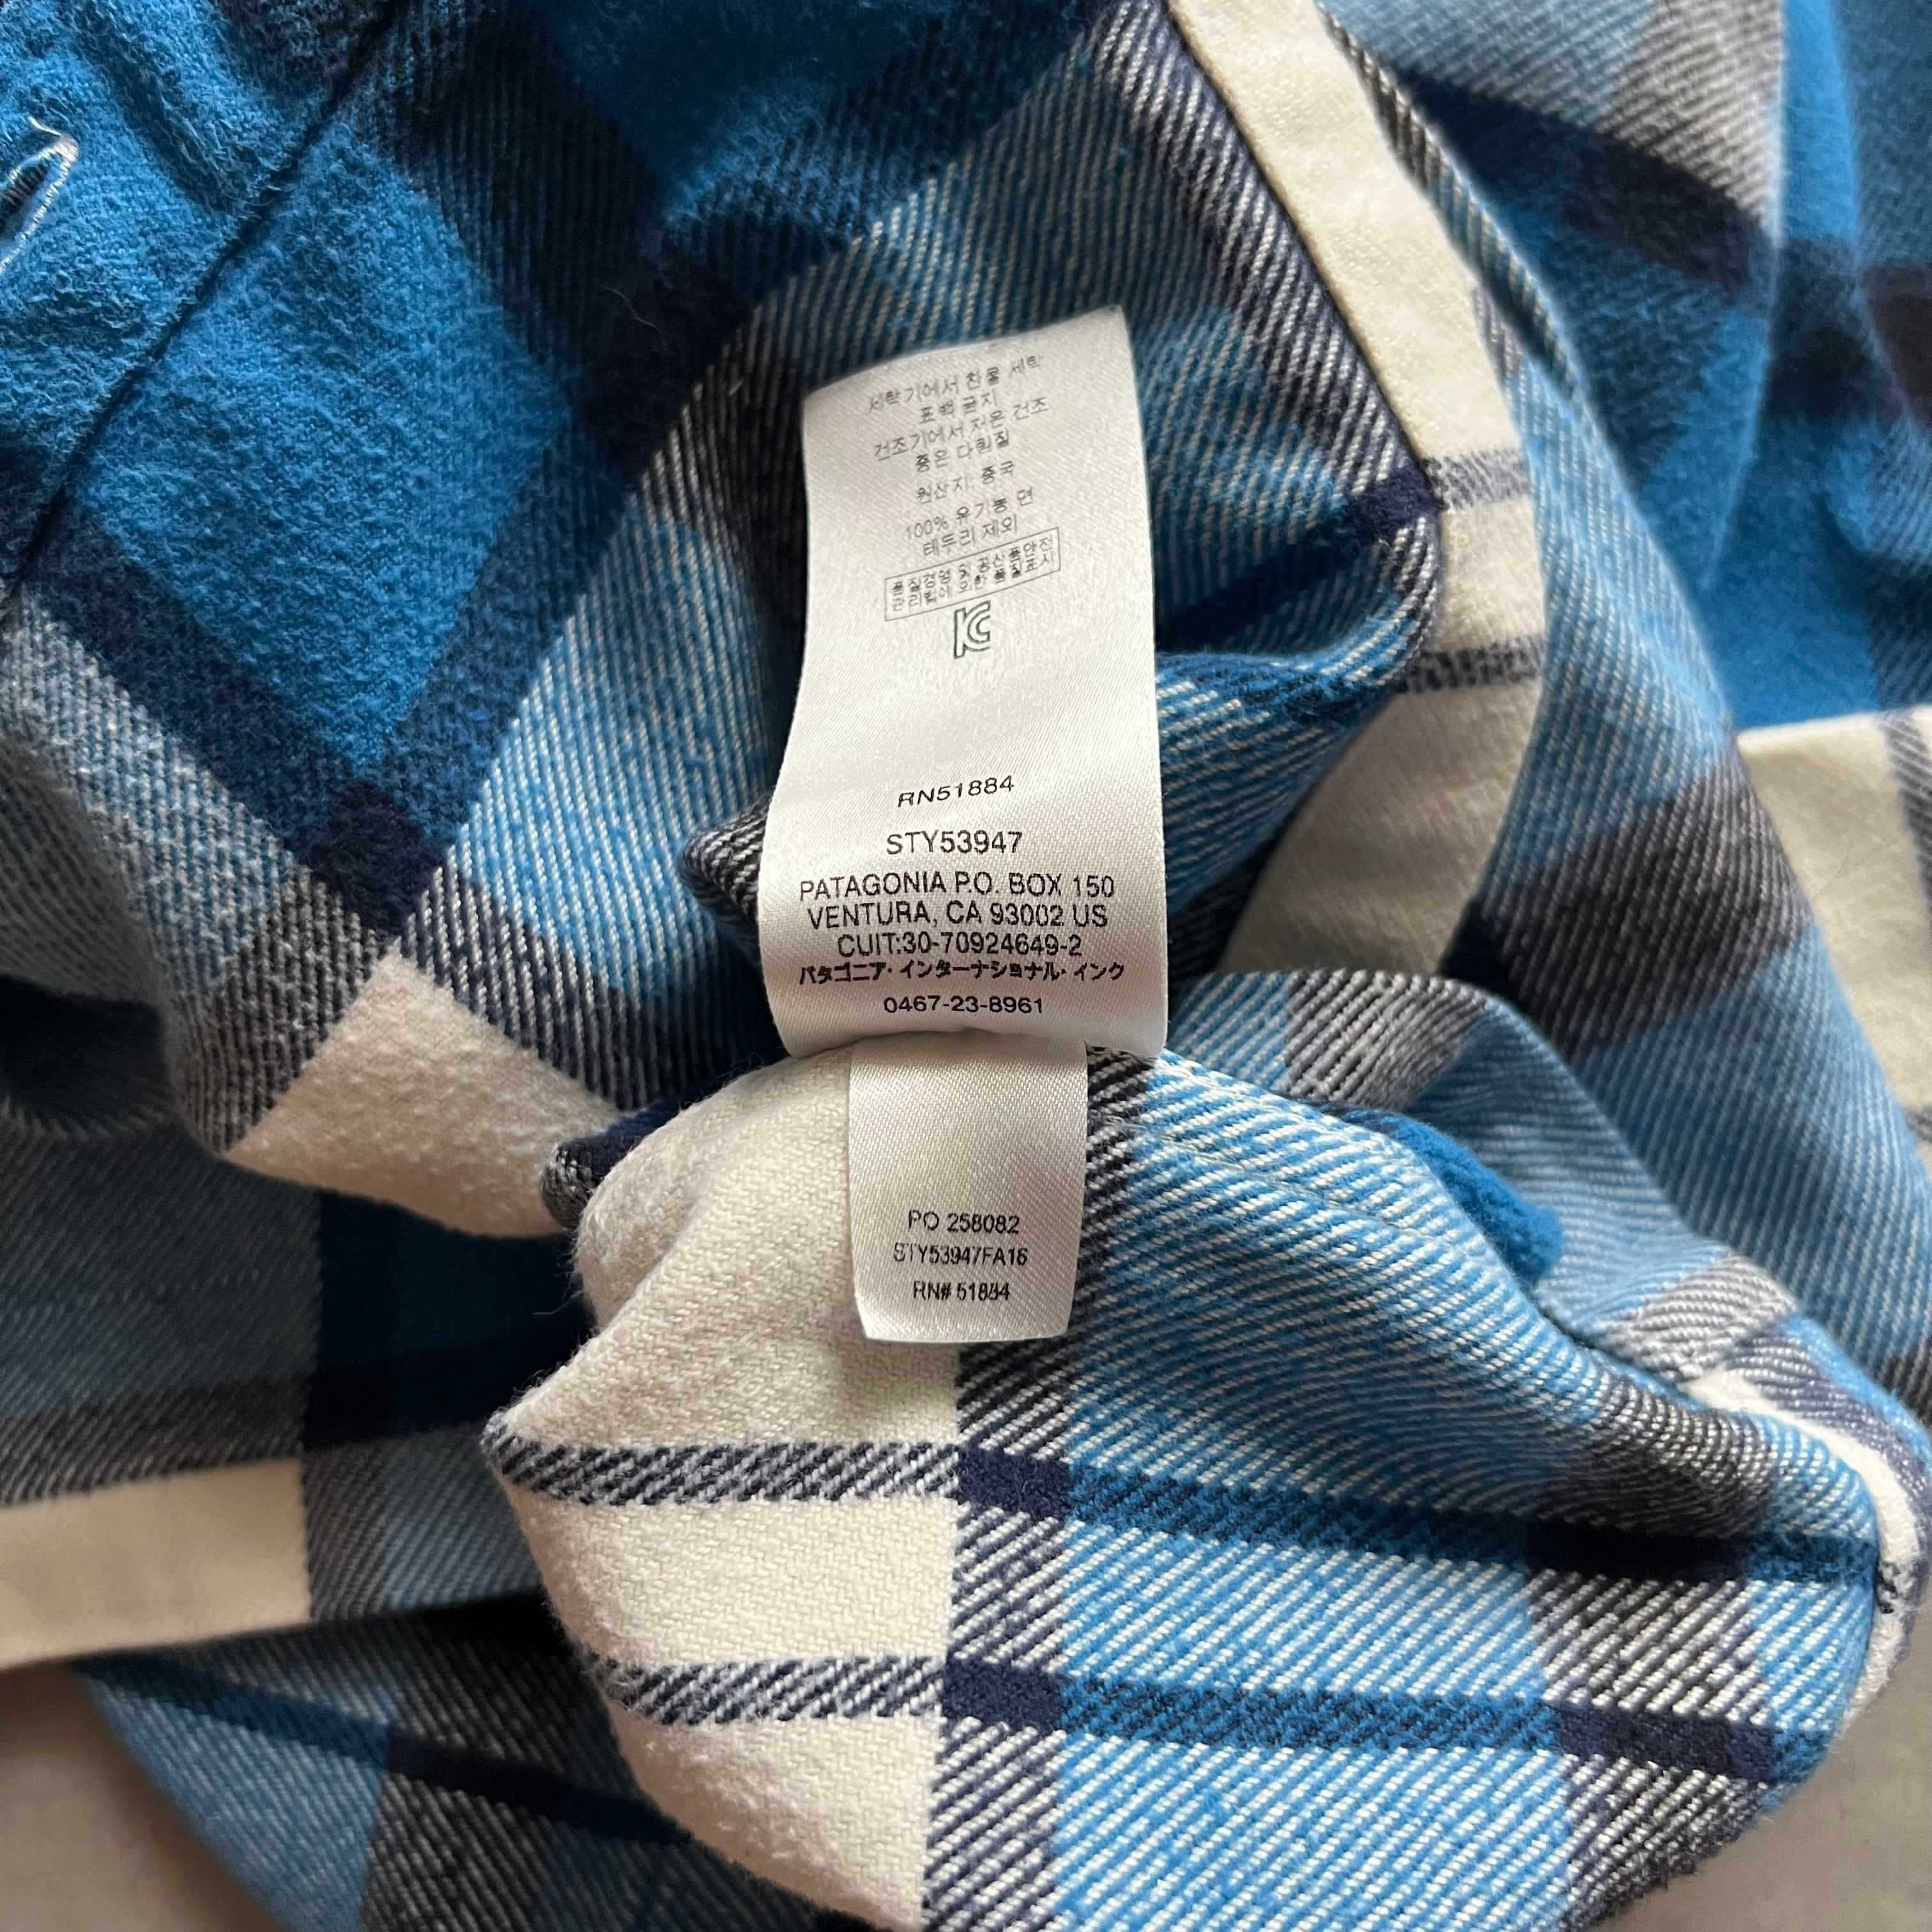 세탁기에서 찬물 세탁
표백 금지
건조기에서 저온 건조
중온 다림질
원산지: 중국
100% 유기농 면
테두리 제외
품질경영 및 공산품안전
관리법에 의한 품질표시
RN51884
STY53947
PATAGONIA P.O. BOX 150
VENTURA, CA 93002 US
CUIT:30-70924649-2
パタゴニア・インターナショナル・インク
0467-23-8961
PO 258082
STY53947FA16
RN# 51884